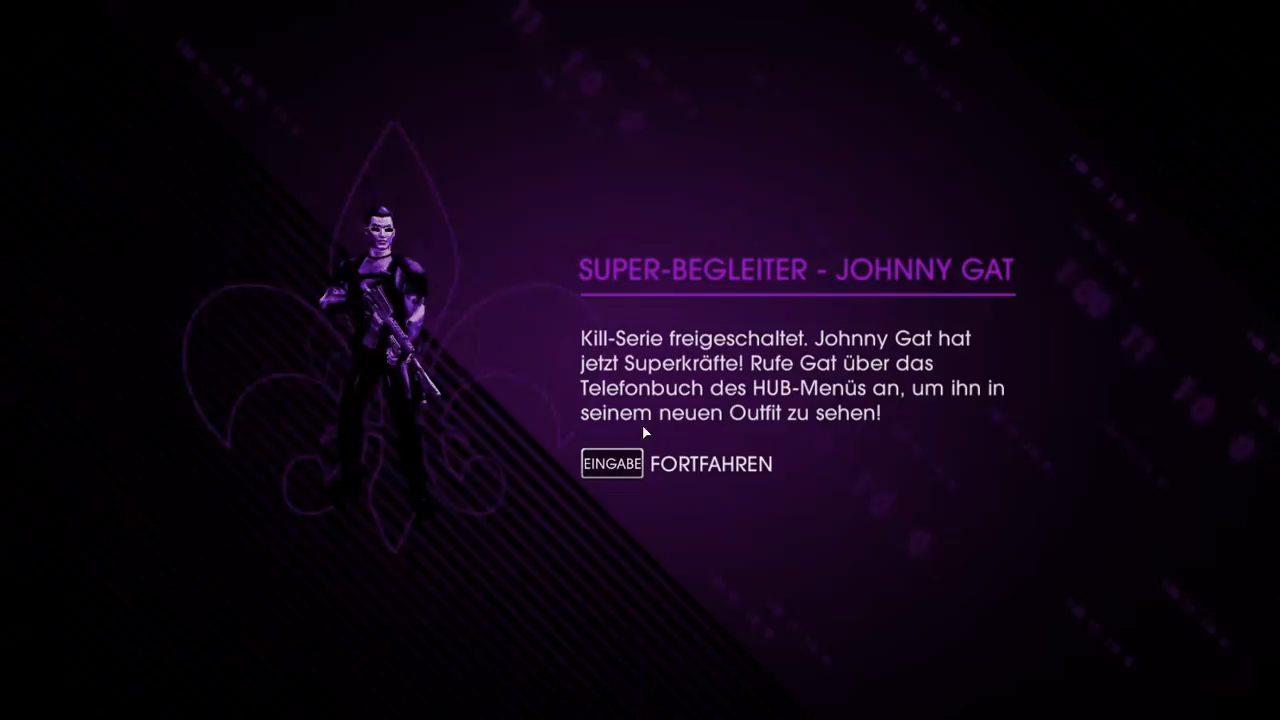 SUPER-BEGLEITER - JOHNNY GAT
Kill-Serie freigeschaltet. Johnny Gat hat
jetzt Superkräfte! Rufe Gat über das
Telefonbuch des HUB-Menüs an, um ihn in
seinem neuen Outfit zu sehen!
EINGABE FORTFAHREN